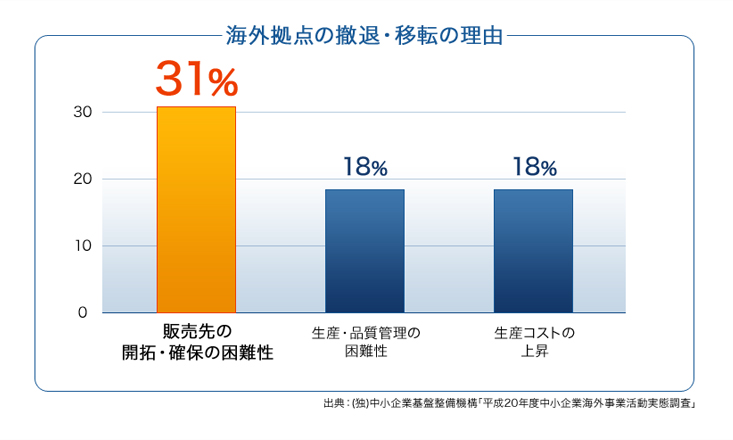 海外拠点の撤退・移転の理由
31%
30
18%
18%
20
10
0
販売先の
開拓・確保の困難性
生産・品質管理の
困難性
生産コストの
上昇
出典：(独)中小企業基盤整備機構「平成20年度中小企業海外事業活動実態調査」